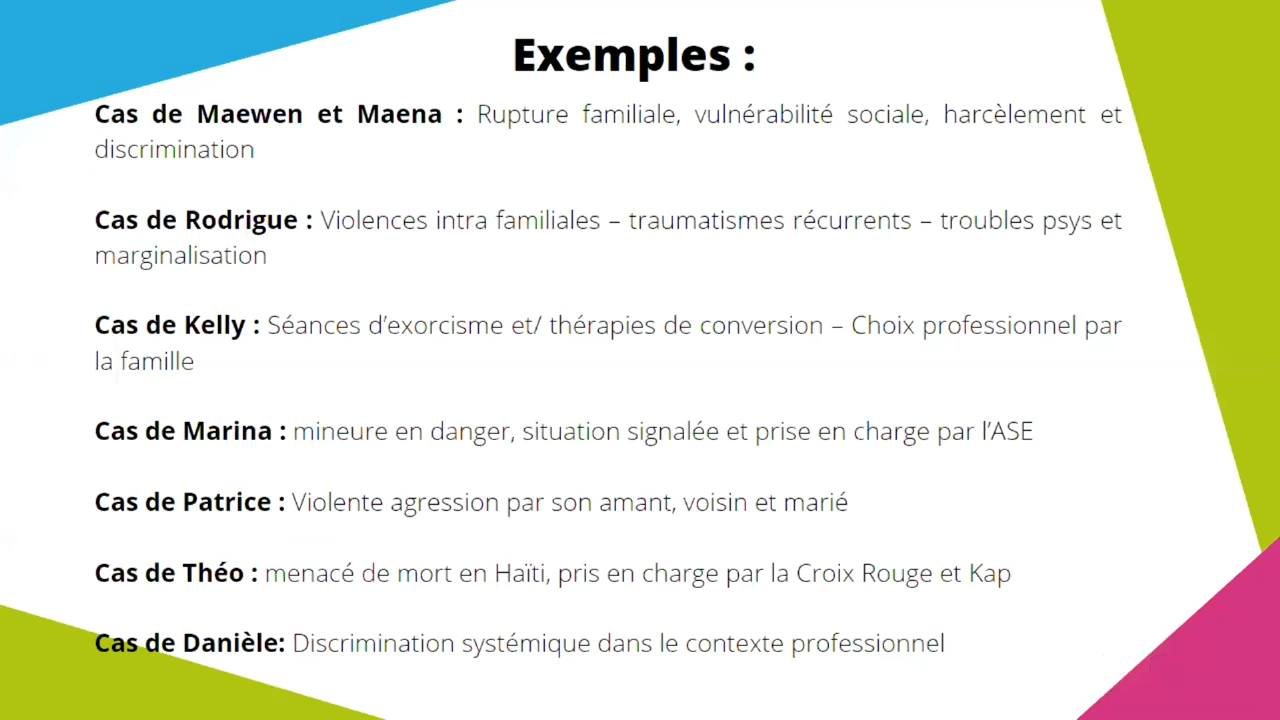 Exemples :
Cas de Maewen et Maena : Rupture familiale, vulnérabilité sociale, harcèlement et
discrimination
Cas de Rodrigue : Violences intra familiales – traumatismes récurrents – troubles psys et
marginalisation
Cas de Kelly : Séances d’exorcisme et/ thérapies de conversion – Choix professionnel par
la famille
Cas de Marina : mineure en danger, situation signalée et prise en charge par l’ASE
Cas de Patrice : Violente agression par son amant, voisin et marié
Cas de Théo : menacé de mort en Haïti, pris en charge par la Croix Rouge et Kap
Cas de Danièle: Discrimination systémique dans le contexte professionnel